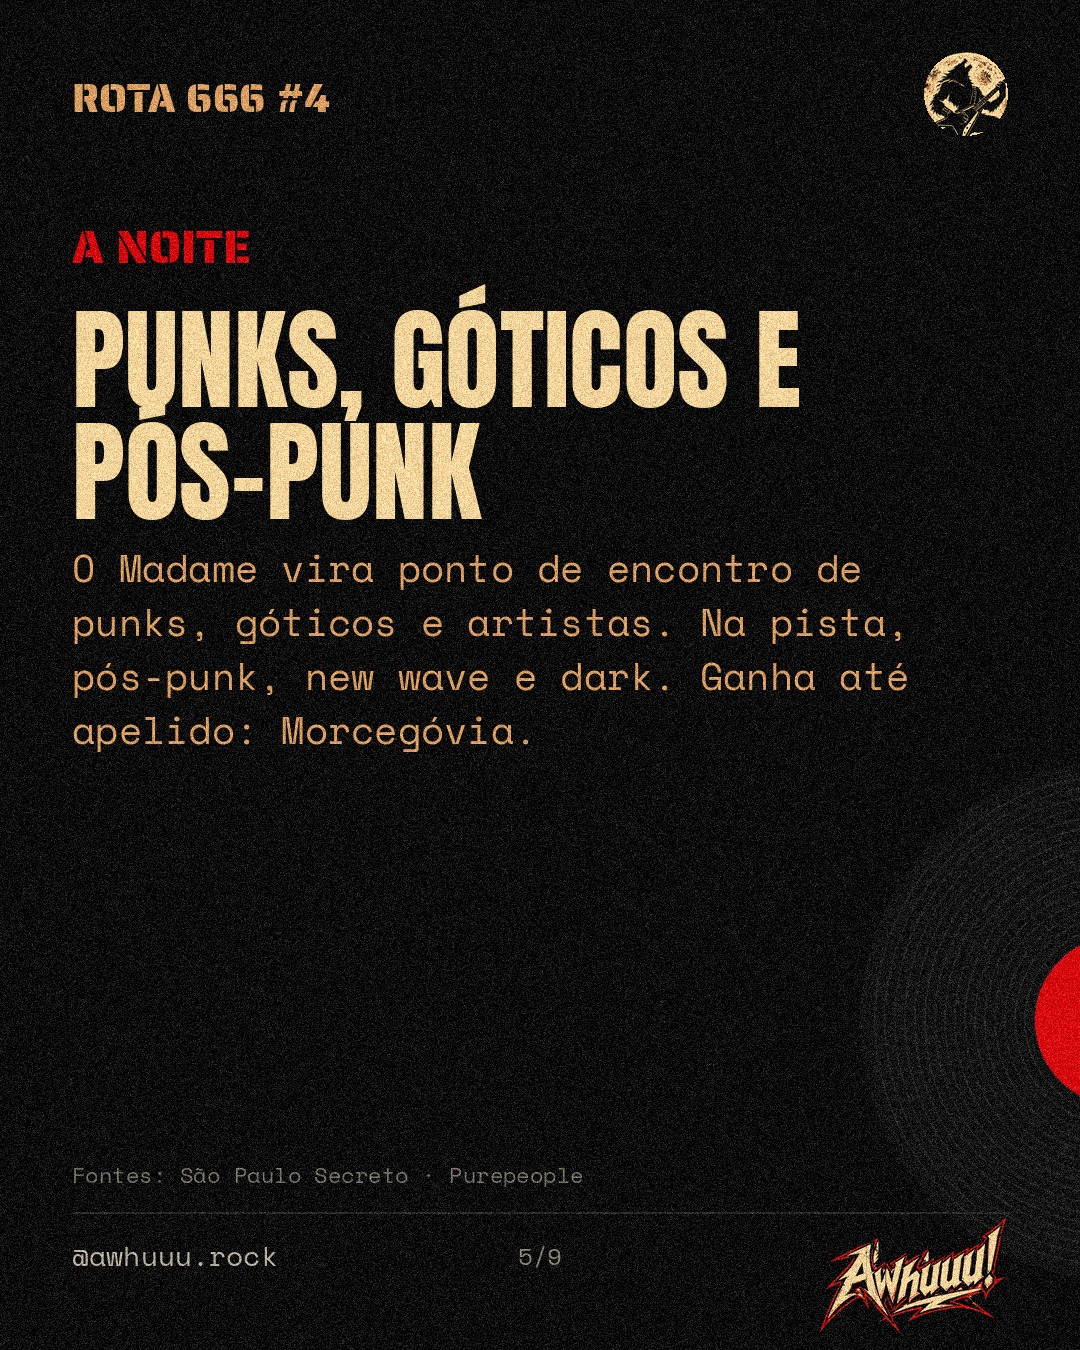 ROTA 666 #4
A NOITE
PUNKS, GÓTICOS E
PÓS-PUNK
O Madame vira ponto de encontro de
punks, góticos e artistas. Na pista,
pós-punk, new wave e dark. Ganha até
apelido: Morcegóvia.
Fontes: São Paulo Secreto · Purepeople
@awhuuu.rock
5/9
Awhuuu!